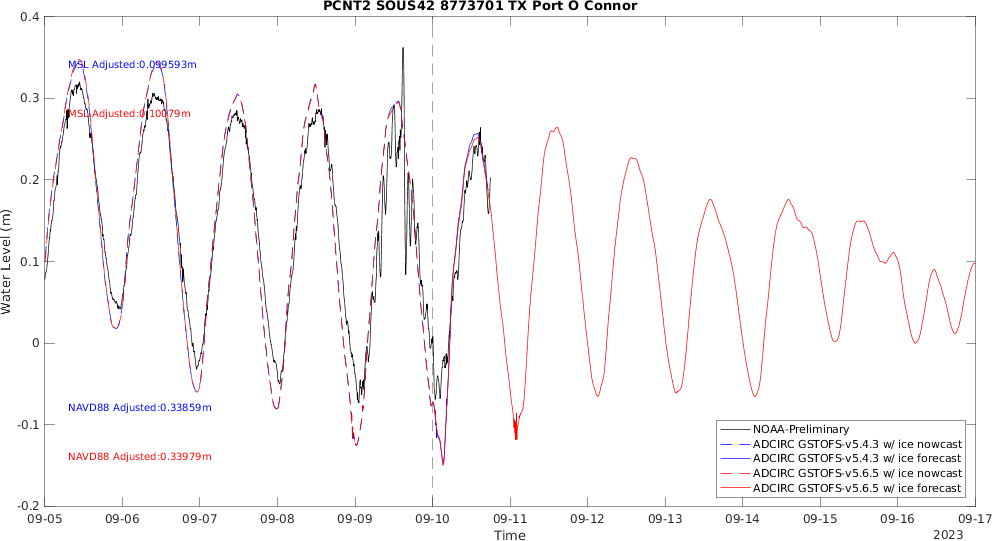 PCNT2 SOUS42 8773701 TX Port O Connor
0.4
0.3
0.2
0.1
0
-0.1
-0.2
Water Level (m)
MSL Adjusted:0.099593m
MSL Adjusted:0.10079m
NAVD88 Adjusted:0.33859m
NAVD88 Adjusted:0.33979m
NOAA-Preliminary
ADCIRC GSTOFS-v5.4.3 w/ ice nowcast
ADCIRC GSTOFS-v5.4.3 w/ ice forecast
ADCIRC GSTOFS-v5.6.5 w/ ice nowcast
ADCIRC GSTOFS-v5.6.5 w/ ice forecast
09-05 09-06 09-07 09-08 09-09 09-10 09-11 09-12 09-13 09-14 09-15 09-16 09-17
Time
2023